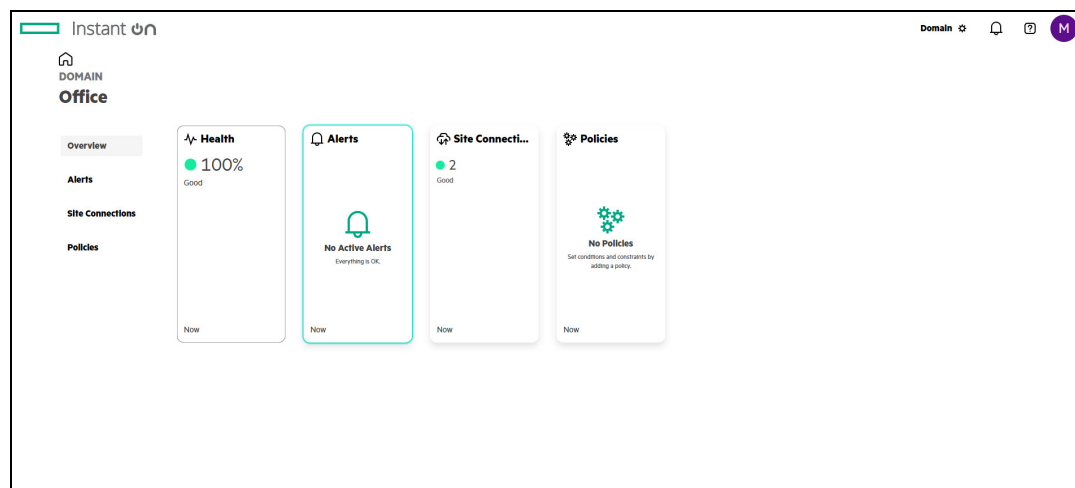 Instant On
Domain
M
DOMAIN
Office
Overview
Alerts
Site Connections
Policies
Health
100%
Good
Now
Alerts
No Active Alerts
Everything is OK.
Now
Site Connecti...
2
Good
Now
Policies
No Policies
Set conditions and constraints by
adding a policy.
Now